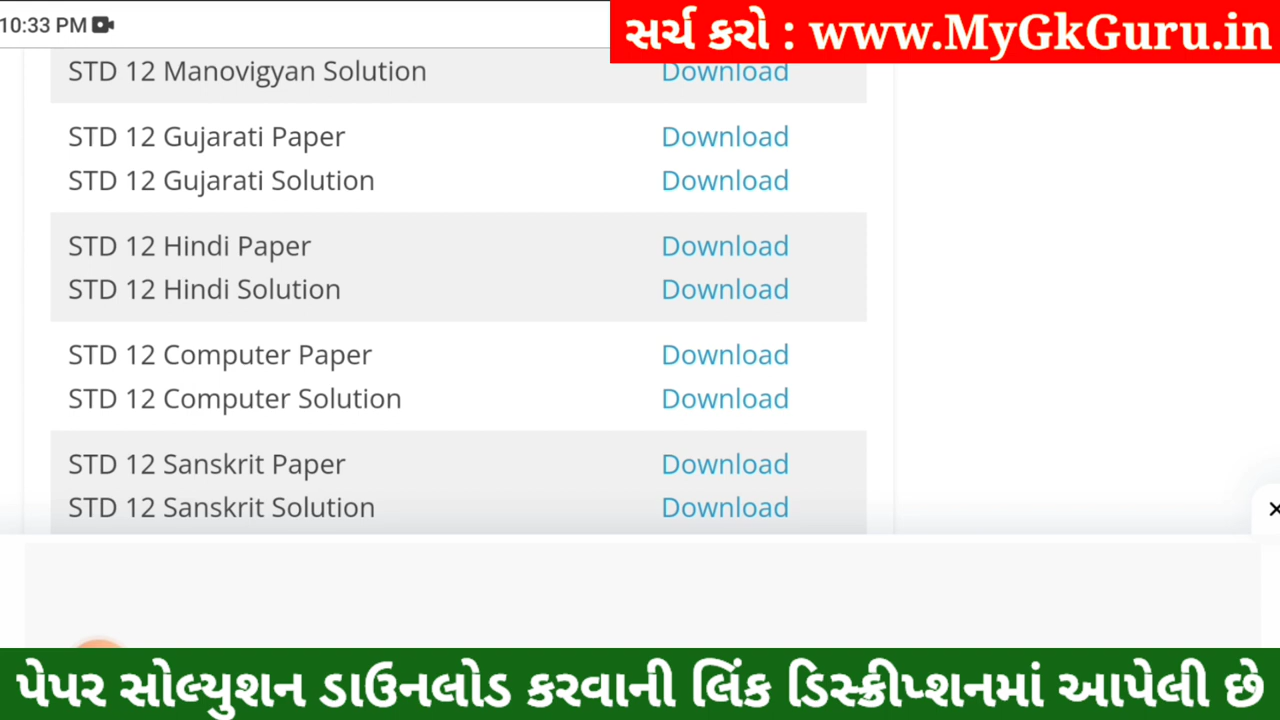 10:33 PM
સર્ચ કરો : www.MyGkGuru.in
STD 12 Manovigyan Solution Download
STD 12 Gujarati Paper Download
STD 12 Gujarati Solution Download
STD 12 Hindi Paper Download
STD 12 Hindi Solution Download
STD 12 Computer Paper Download
STD 12 Computer Solution Download
STD 12 Sanskrit Paper Download
STD 12 Sanskrit Solution Download
પેપર સોલ્યુશન ડાઉનલોડ કરવાની લિંક ડિસ્ક્રીપ્શનમાં આપેલી છે